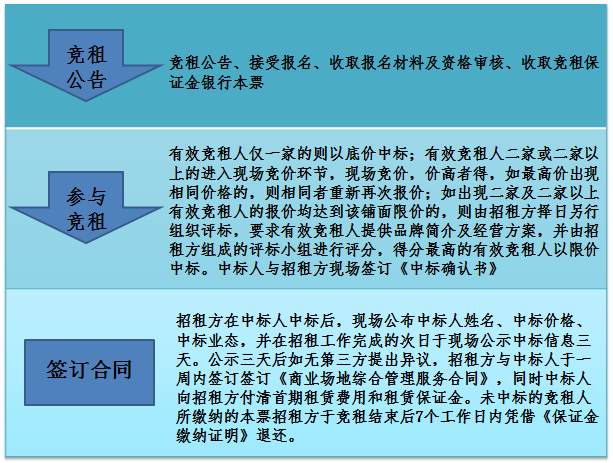 竞租
公告
竞租公告、接受报名、收取报名材料及资格审核、收取竞租保
证金银行本票
参与
竞租
有效竞租人仅一家的则以底价中标；有效竞租人二家或二家以
上的进入现场竞价环节，现场竞价，价高者得，如最高价出现
相同价格的，则相同者重新再次报价；如出现二家及二家以上
有效竞租人的报价均达到该铺面限价的，则由招租方择日另行
组织评标，要求有效竞租人提供品牌简介及经营方案，并由招
租方组成的评标小组进行评分，得分最高的有效竞租人以限价
中标。中标人与招租方现场签订《中标确认书》
签订合同
招租方在中标人中标后，现场公布中标人姓名、中标价格、
中标业态，并在招租工作完成的次日于现场公示中标信息三
天。公示三天后如无第三方提出异议，招租方与中标人于一
周内签订签订《商业场地综合管理服务合同》，同时中标人
向招租方付清首期租赁费用和租赁保证金。未中标的竞租人
所缴纳的本票招租方于竞租结束后7个工作日内凭借《保证金
缴纳证明》退还。